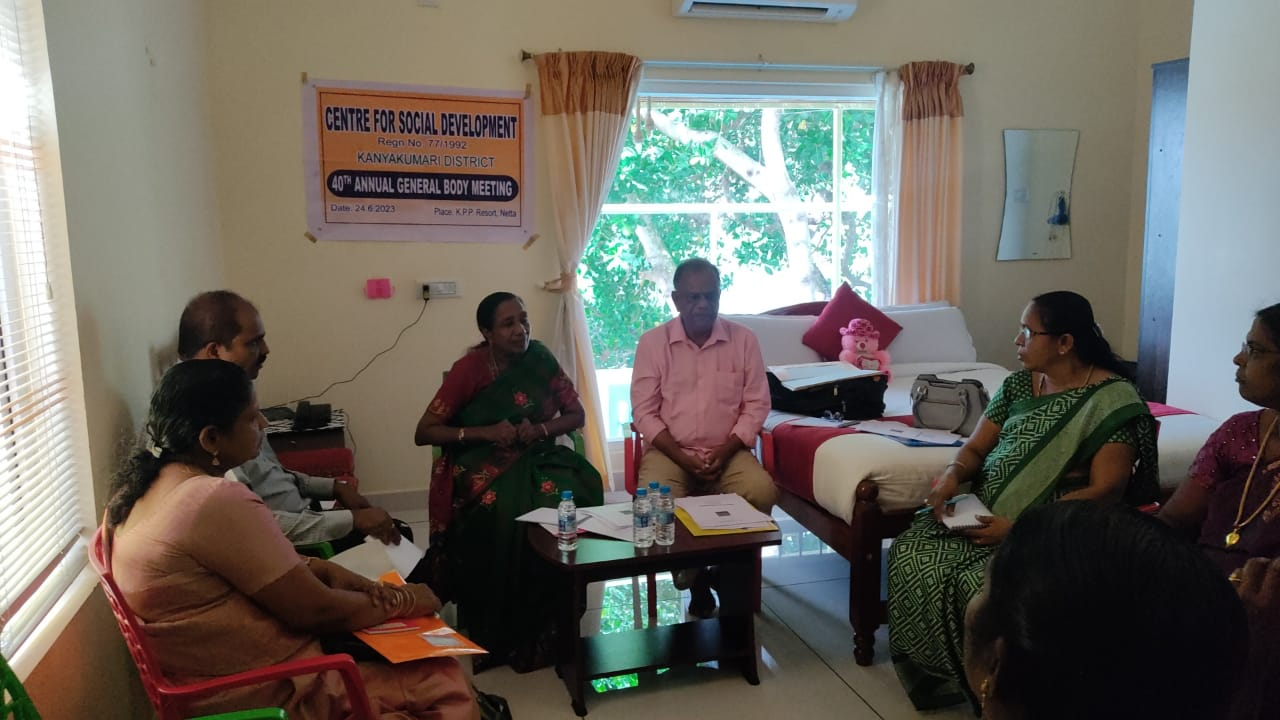 CENTRE FOR SOCIAL DEVELOPMENT
Regn No. 77/1992
KANYAKUMARI DISTRICT
40TH ANNUAL GENERAL BODY MEETING
Date: 24.6.2023 Place: K.P.P. Resort, Netta